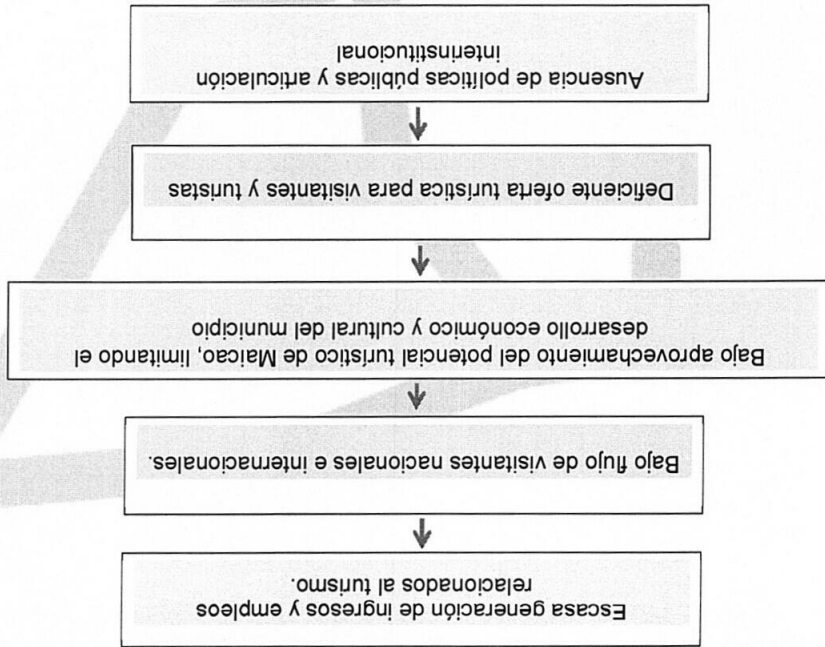 Escasa generación de ingresos y empleos
relacionados al turismo.
Bajo flujo de visitantes nacionales e internacionales.
Bajo aprovechamiento del potencial turístico de Maicao, limitando el
desarrollo económico y cultural del municipio
Deficiente oferta turística para visitantes y turistas
Ausencia de políticas públicas y articulación
interinstitucional